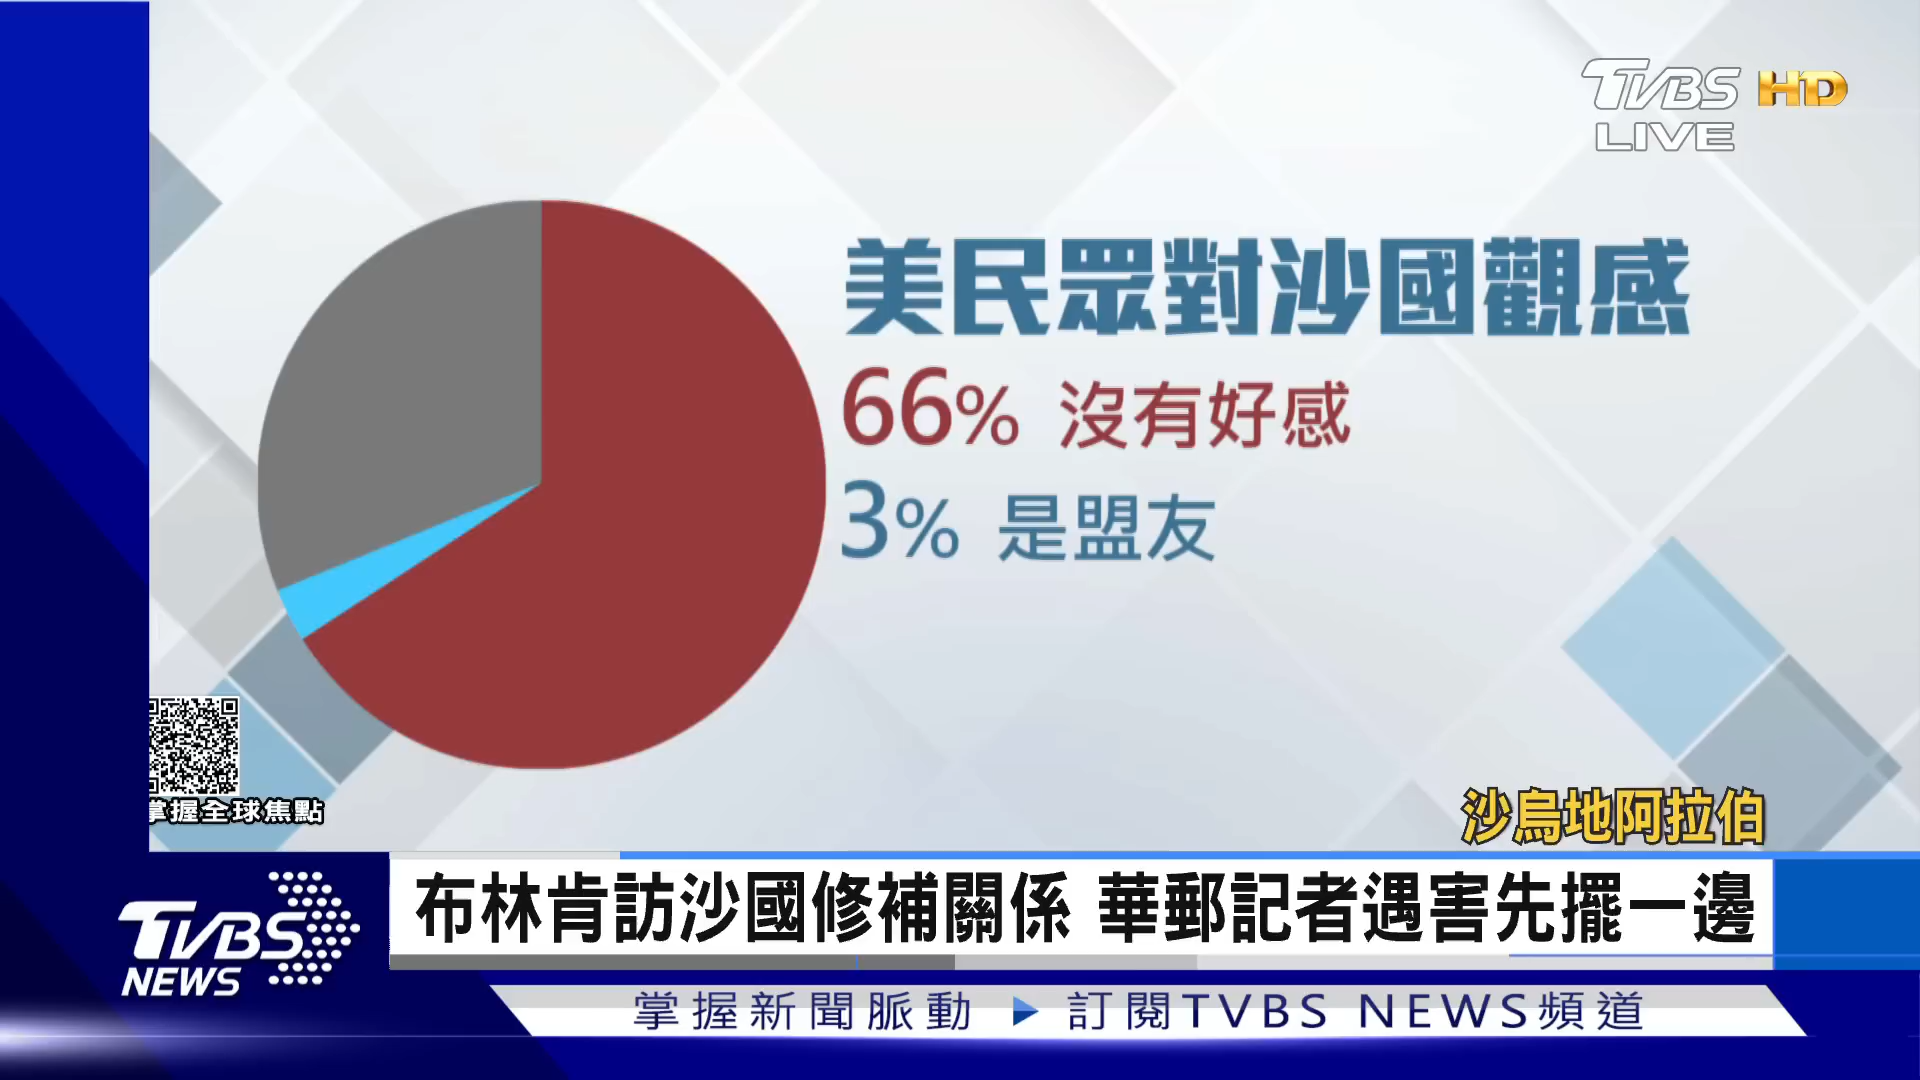 TVBS HD
LIVE
美民眾對沙國觀感
66% 沒有好感
3% 是盟友
掌握全球焦點
沙烏地阿拉伯
布林肯訪沙國修補關係 華郵記者遇害先擺一邊
TVBS
NEWS
掌握新聞脈動 訂閱TVBS NEWS頻道